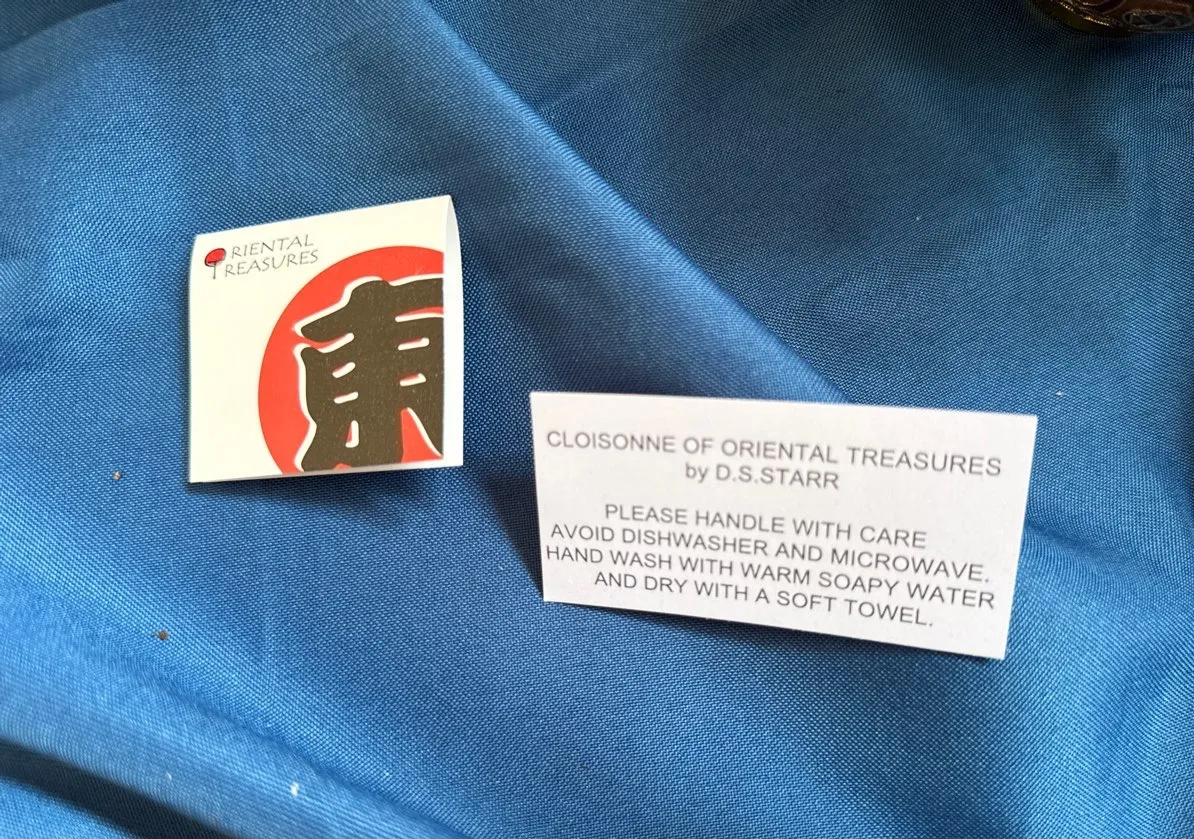 ORIENTAL
TREASURES
東
CLOISONNE OF ORIENTAL TREASURES
by D.S.STARR
PLEASE HANDLE WITH CARE
AVOID DISHWASHER AND MICROWAVE.
HAND WASH WITH WARM SOAPY WATER
AND DRY WITH A SOFT TOWEL.